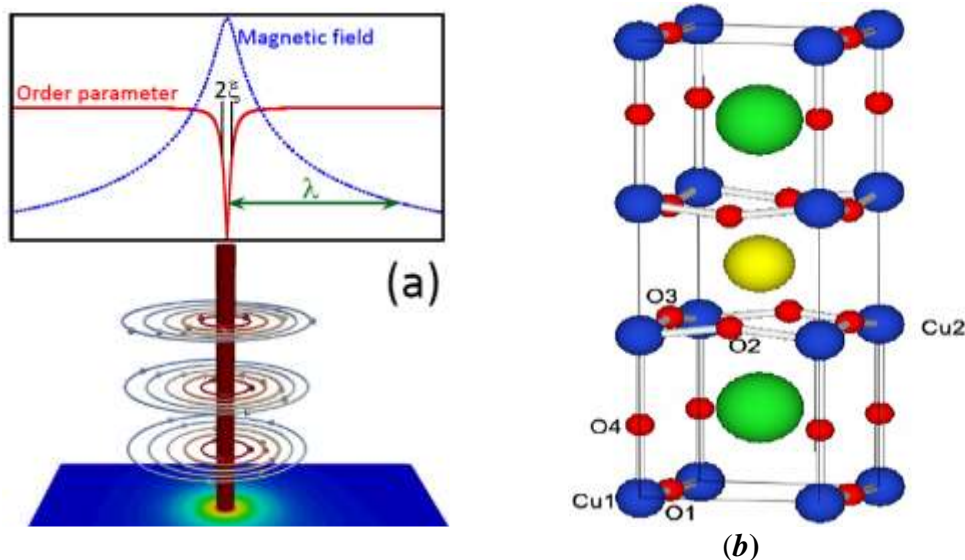 Magnetic field
Order parameter
2ξ
λ
(a)
O3
Cu2
O2
O4
Cu1
O1
(b)